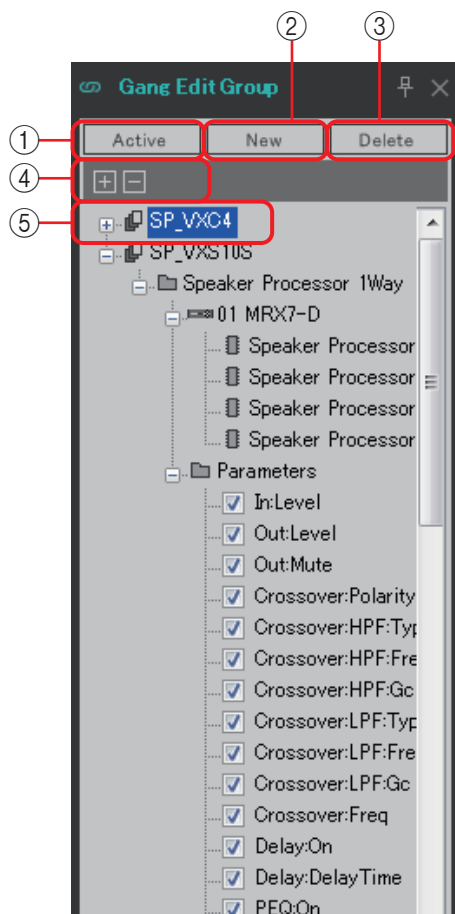 ② ③
Gang Edit Group
① Active New Delete
④
⑤ SP_VXC4
SP_VXS10S
Speaker Processor 1Way
01 MRX7-D
Speaker Processor
Speaker Processor
Speaker Processor
Speaker Processor
Parameters
In:Level
Out:Level
Out:Mute
Crossover:Polarity
Crossover:HPF:Typ
Crossover:HPF:Fre
Crossover:HPF:Gc
Crossover:LPF:Typ
Crossover:LPF:Fre
Crossover:LPF:Gc
Crossover:Freq
Delay:On
Delay:DelayTime
PEQ:On